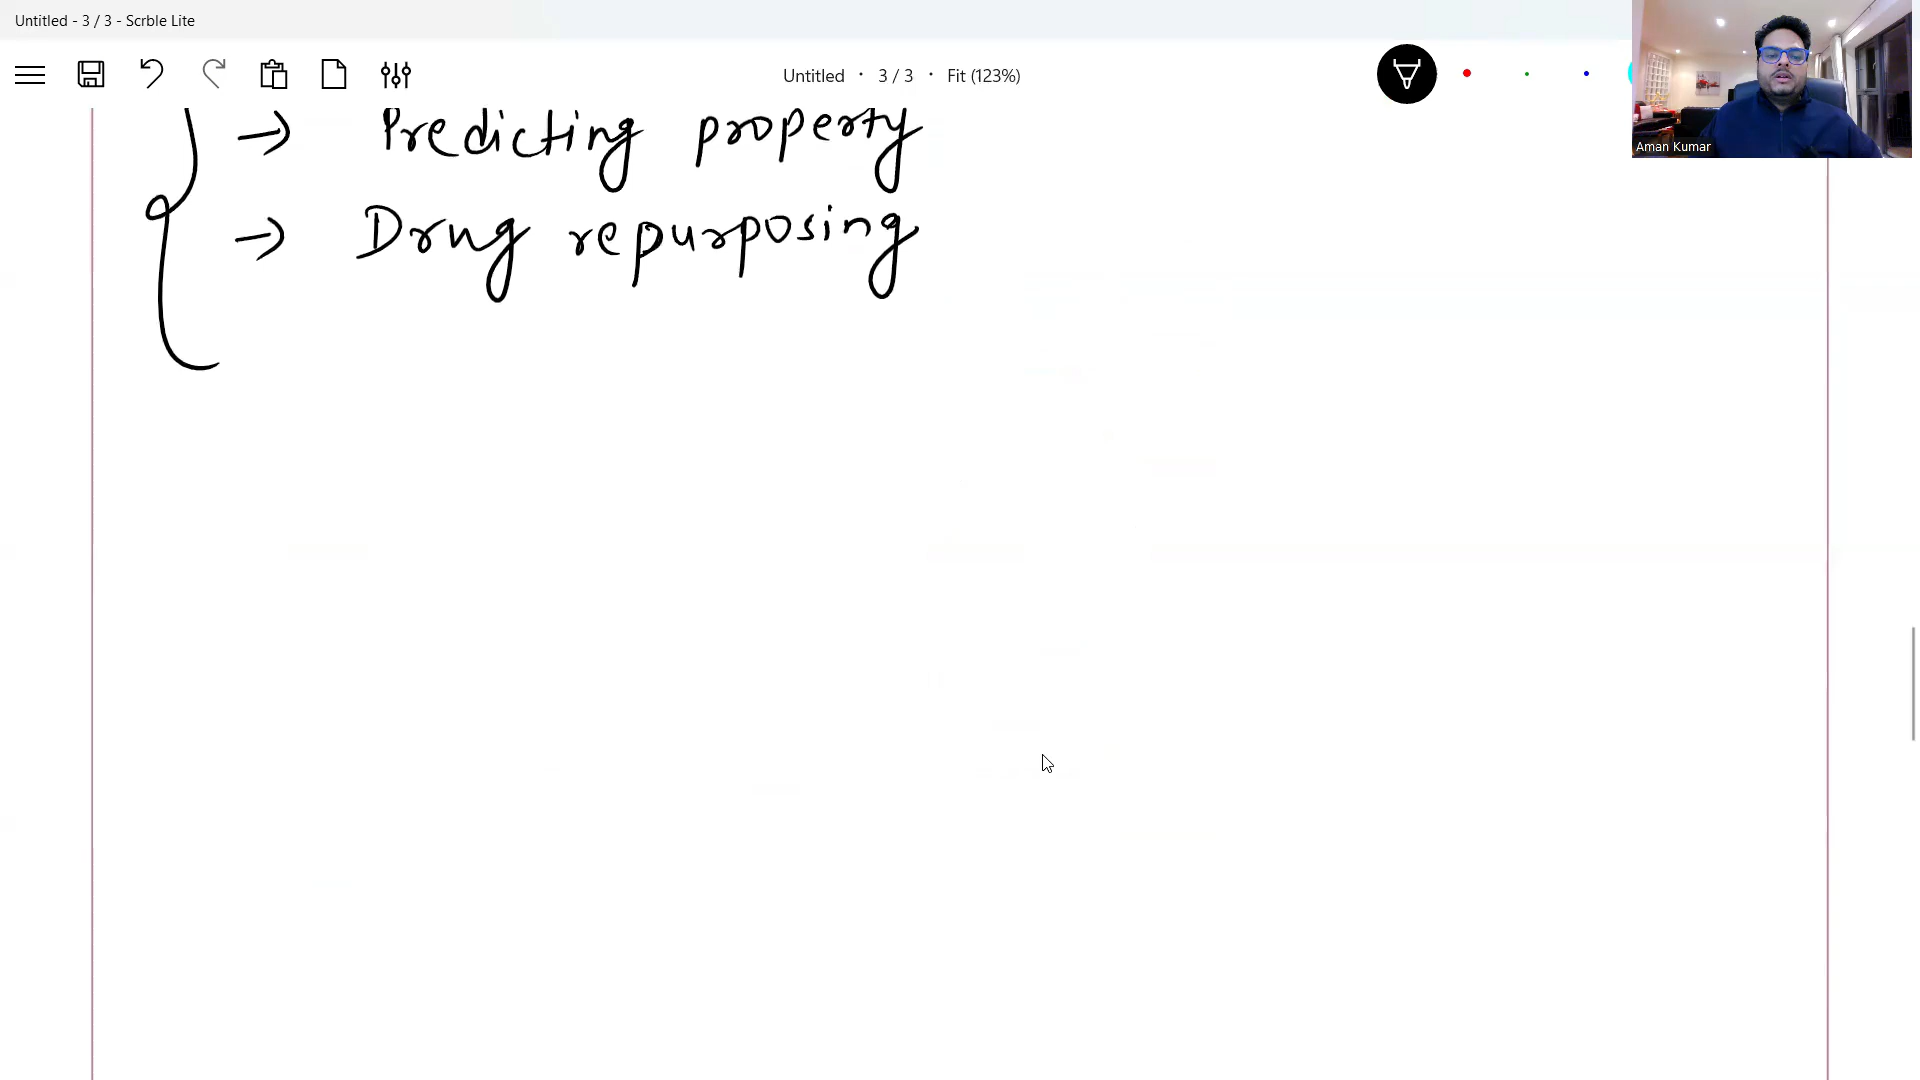 Untitled - 3 / 3 - Scrble Lite
Untitled • 3 / 3 • Fit (123%)
Aman Kumar
→ Predicting property
→ Drug repurposing